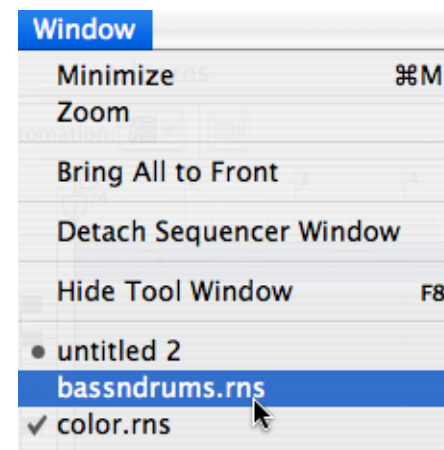 Window
Minimize ⌘M
Zoom
Bring All to Front
Detach Sequencer Window
Hide Tool Window F8
untitled 2
bassndrums.rns
color.rns